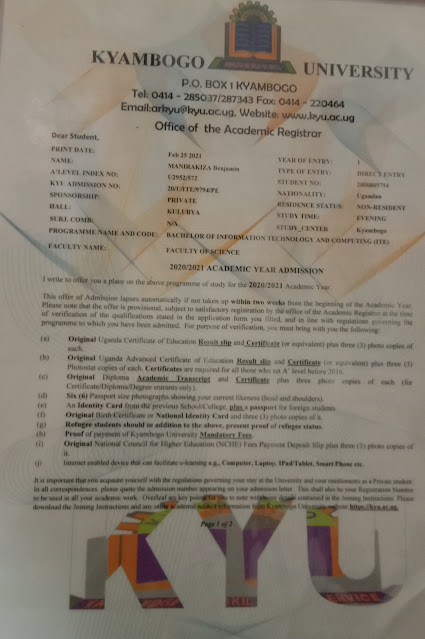 KYAMBOGO UNIVERSITY
P.O. BOX 1 KYAMBOGO
Tel: 0414 - 285037/287343 Fax: 0414 - 220464
Email:arkyu@kyu.ac.ug, Website: www.kyu.ac.ug
Office of the Academic Registrar
Dear Student,
PRINT DATE: Feb 25 2021 YEAR OF ENTRY: 1
NAME: MANIRAKIZA Benjamin TYPE OF ENTRY: DIRECT ENTRY
A'LEVEL INDEX NO: U2952/572 STUDENT NO:
KYU ADMISSION NO: 20/U/ITE/9794/PE NATIONALITY: Ugandan
SPONSORSHIP: PRIVATE RESIDENCE STATUS: NON-RESIDENT
HALL: KULUBYA STUDY TIME: EVENING
SUBJ. COMB: N/A STUDY_CENTER Kyambogo
PROGRAMME NAME AND CODE: BACHELOR OF INFORMATION TECHNOLOGY AND COMPUTING (ITE)
FACULTY NAME: FACULTY OF SCIENCE
2020/2021 ACADEMIC YEAR ADMISSION
I write to offer you a place on the above programme of study for the 2020/2021 Academic Year.
This offer of Admission lapses automatically if not taken up within two weeks from the beginning of the Academic Year.
Please note that the offer is provisional, subject to satisfactory registration by the office of the Academic Registrar at the time
of verification of the qualifications stated in the application form you filled, and in line with regulations governing the
programme to which you have been admitted. For purpose of verification, you must bring with you the following:
(a) Original Uganda Certificate of Education Result slip and Certificate (or equivalent) plus three (3) photo copies of
each.
(b) Original Uganda Advanced Certificate of Education Result slip and Certificate (or equivalent) plus three (3)
Photostat copies of each. Certificates are required for all those who sat A' level before 2016.
(c) Original Diploma Academic Transcript and Certificate plus three photo copies of each (for
Certificate/Diploma/Degree entrants only).
(d) Six (6) Passport size photographs showing your current likeness (head and shoulders).
(e) An Identity Card from the previous School/College, plus a passport for foreign students
(f) Original Birth Certificate or National Identity Card and three (3) photo copies of it.
(g) Refugee students should in addition to the above, present proof of refugee status.
(h) Proof of payment of Kyambogo University Mandatory Fees.
(i) Original National Council for Higher Education (NCHE) Fees Payment Deposit Slip plus three (3) photo copies of
it.
(j) Internet enabled device that can facilitate e-learning e.g., Computer, Laptop, IPad/Tablet, Smart Phone etc.
It is important that you acquaint yourself with the regulations governing your stay at the University and your entitlements as a Private student.
In all correspondences, please quote the admission number appearing on your admission letter. This shall also be your Registration Number
to be used in all your academic work. Overleaf are key points for you to note details contained in the Joining Instructions. Please
download the Joining Instructions and any other academic related information from Kyambogo University website https://kyu.ac.ug.
Page 1 of 2
KYU
SERVICE